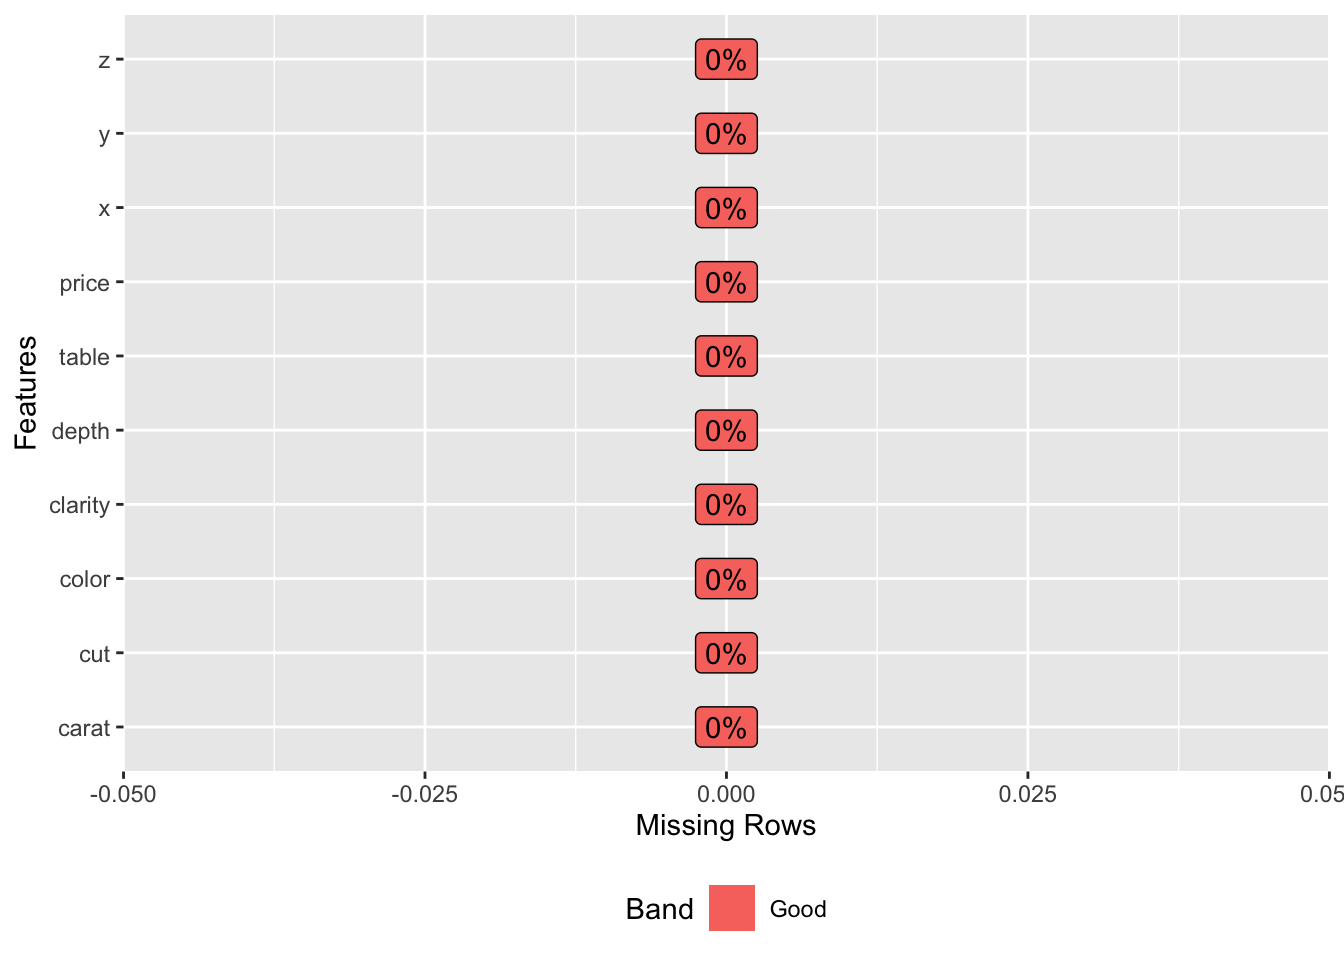 z 0%
y 0%
x 0%
price 0%
table 0%
depth 0%
clarity 0%
color 0%
cut 0%
carat 0%
Features
-0.050 -0.025 0.000 0.025 0.05
Missing Rows
Band Good